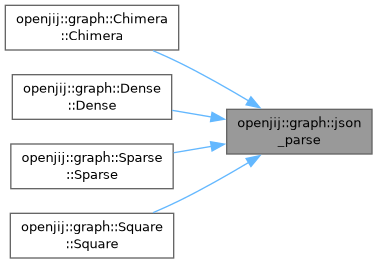 openjij::graph::Chimera
::Chimera
openjij::graph::Dense
::Dense
openjij::graph::json
_parse
openjij::graph::Sparse
::Sparse
openjij::graph::Square
::Square